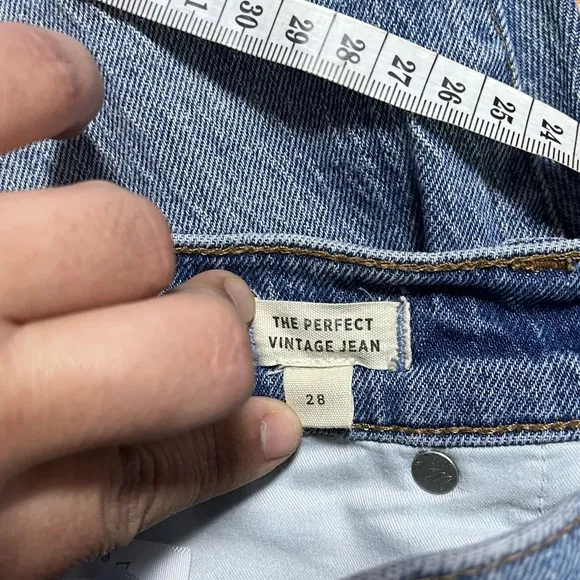 31 30 29 28 27 26 25 24
THE PERFECT
VINTAGE JEAN
28